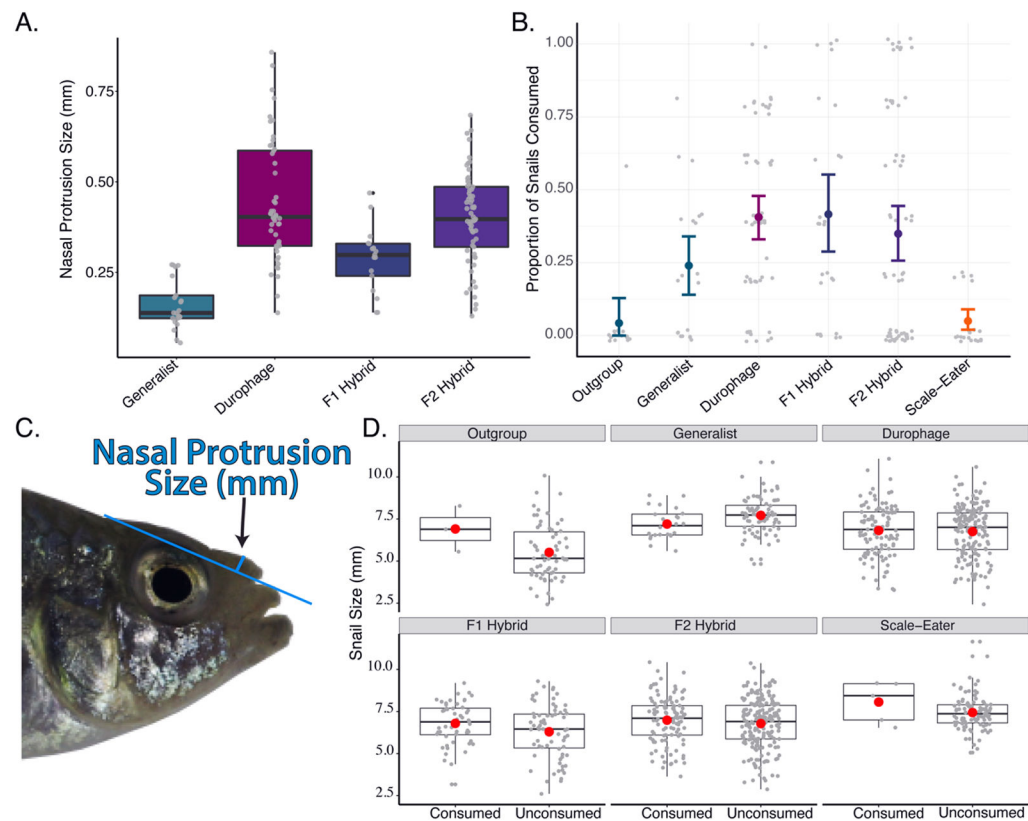 A.
Nasal Protrusion Size (mm)
0.75
0.50
0.25
Generalist
Durophage
F1 Hybrid
F2 Hybrid
B.
Proportion of Snails Consumed
1.00
0.75
0.50
0.25
0.00
Outgroup
Generalist
Durophage
F1 Hybrid
F2 Hybrid
Scale-Eater
C.
Nasal Protrusion
Size (mm)
D.
Snail Size (mm)
Outgroup
Generalist
Durophage
10.0
7.5
5.0
2.5
F1 Hybrid
F2 Hybrid
Scale-Eater
10.0
7.5
5.0
2.5
Consumed Unconsumed
Consumed Unconsumed
Consumed Unconsumed